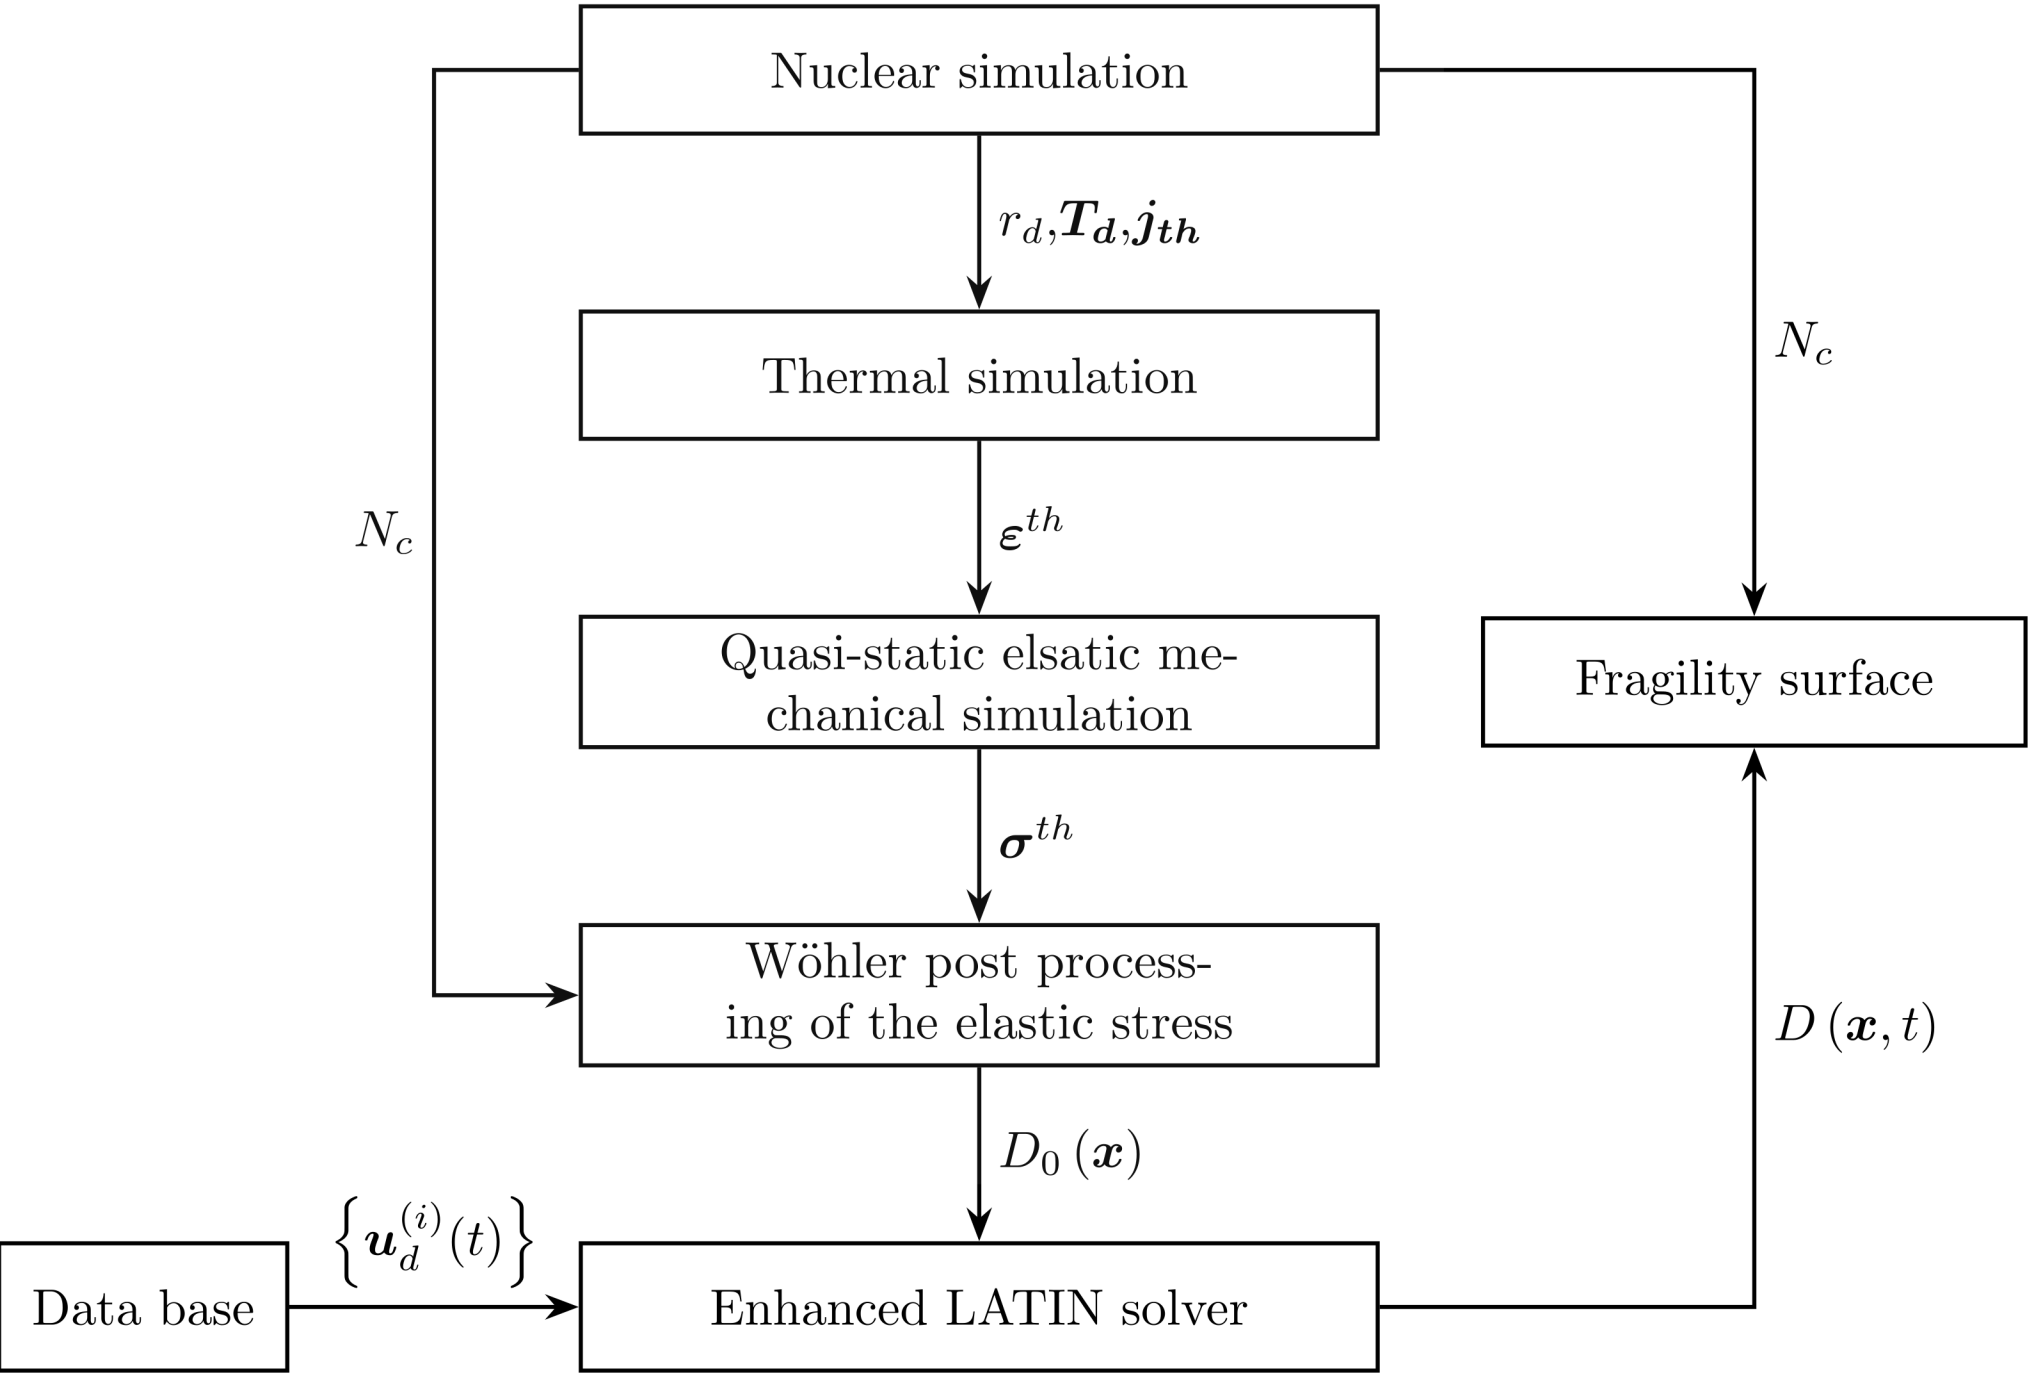 Nuclear simulation
r_d,T_d,j_th
Thermal simulation
N_c
N_c
ε^th
Quasi-static elsatic me-
chanical simulation
Fragility surface
σ^th
Wöhler post process-
ing of the elastic stress
D (x, t)
D_0 (x)
{u_d^(i)(t)}
Data base
Enhanced LATIN solver